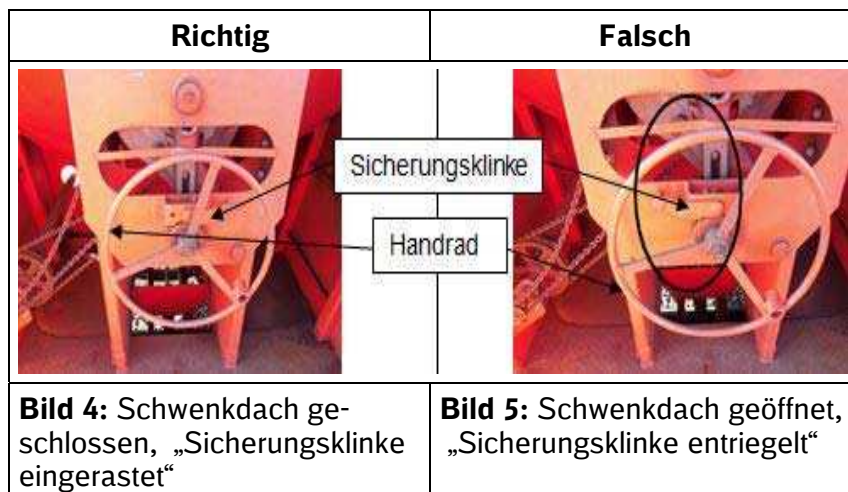 Richtig
Falsch
Sicherungsklinke
Handrad
Bild 4: Schwenkdach ge-
schlossen, „Sicherungsklinke
eingerastet“
Bild 5: Schwenkdach geöffnet,
„Sicherungsklinke entriegelt“